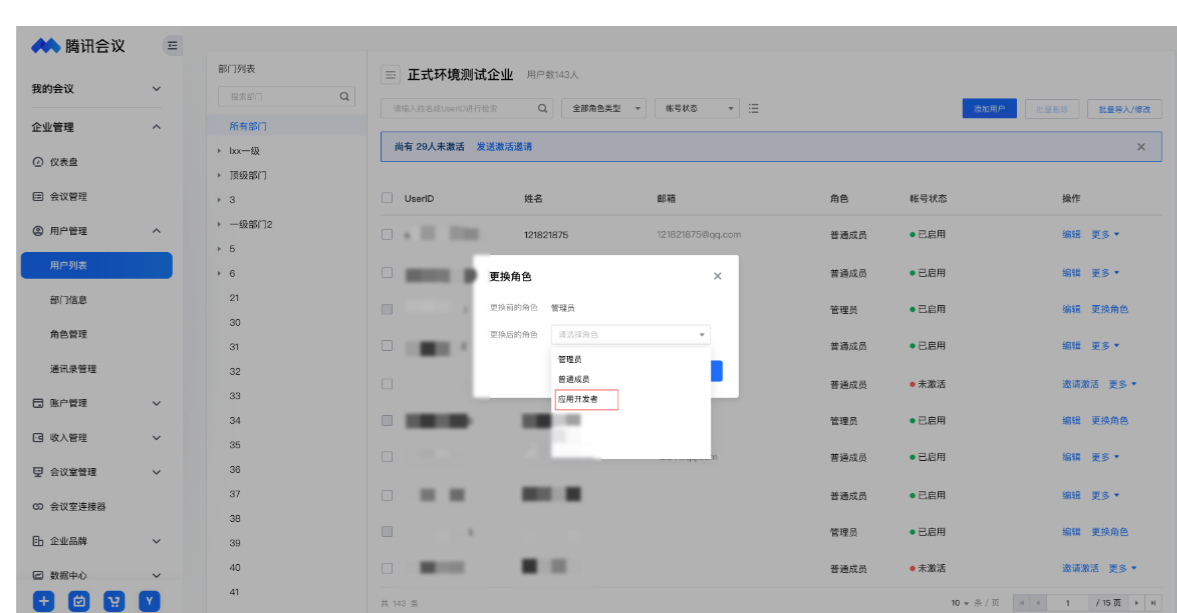 腾讯会议
我的会议
企业管理
仪表盘
会议管理
用户管理
用户列表
部门信息
角色管理
通讯录管理
账户管理
收入管理
会议室管理
会议室连接器
企业品牌
数据中心
部门列表
搜索部门
所有部门
lxx一级
顶级部门
3
一级部门2
5
6
21
30
31
32
33
34
35
36
37
38
39
40
41
正式环境测试企业 用户数143人
请输入姓名或UserID进行检索 全部角色类型 帐号状态 添加用户 批量删除 批量导入/修改
尚有 29人未激活 发送激活邀请
UserID 姓名 邮箱 角色 帐号状态 操作
121821875 121821875@qq.com 普通成员 已启用 编辑 更多
普通成员 已启用 编辑 更多
管理员 已启用 编辑 更换角色
普通成员 已启用 编辑 更多
普通成员 未激活 邀请激活 更多
管理员 已启用 编辑 更换角色
普通成员 已启用 编辑 更多
普通成员 已启用 编辑 更多
管理员 已启用 编辑 更换角色
普通成员 未激活 邀请激活 更多
更换角色
更换前的角色 管理员
更换后的角色 请选择角色
管理员
普通成员
应用开发者
共 143 条 10 条 / 页 1 / 15 页